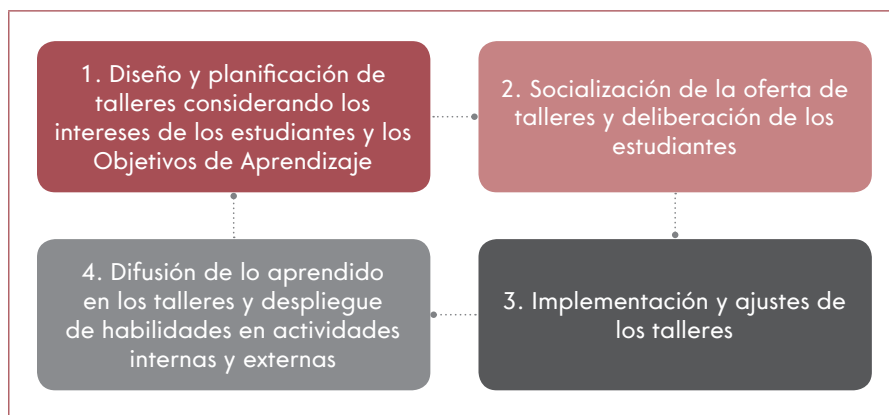 1. Diseño y planificación de
talleres considerando los
intereses de los estudiantes y los
Objetivos de Aprendizaje
2. Socialización de la oferta de
talleres y deliberación de los
estudiantes
3. Implementación y ajustes de
los talleres
4. Difusión de lo aprendido
en los talleres y despliegue
de habilidades en actividades
internas y externas